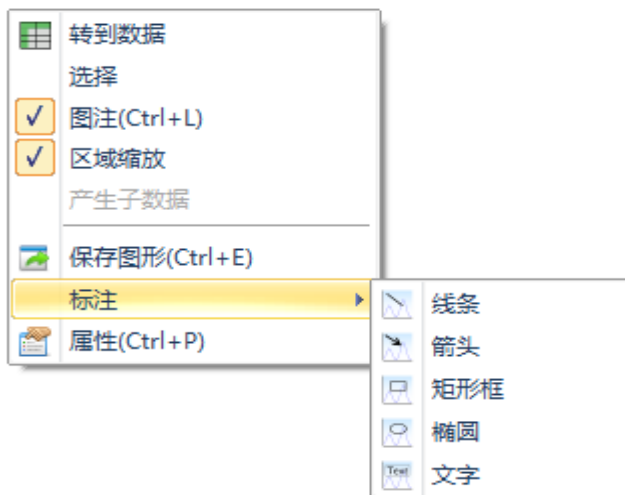 转到数据
选择
图注(Ctrl+L)
区域缩放
产生子数据
保存图形(Ctrl+E)
标注
属性(Ctrl+P)
线条
箭头
矩形框
椭圆
Text 文字